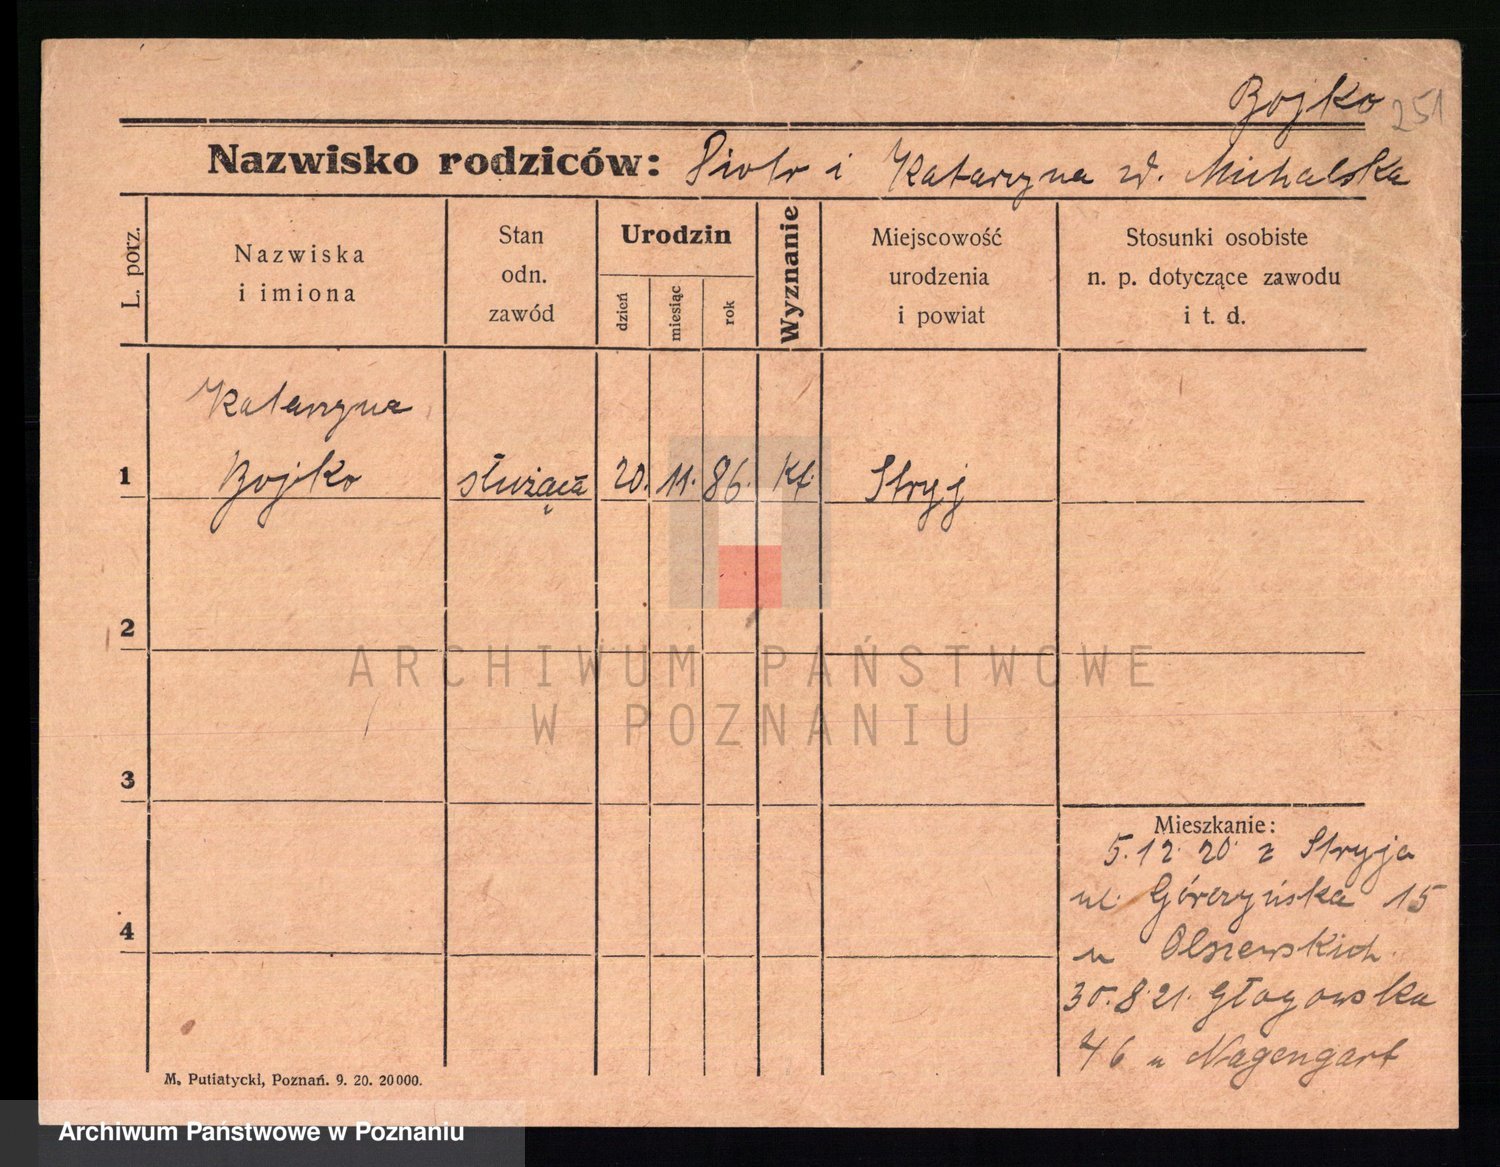 Bojko 251
Nazwisko rodziców: Piotr i Katarzyna zd. Michalska
L. porz.
Nazwiska
i imiona
Stan
odn.
zawód
Urodzin
dzień
miesiąc
rok
Wyznanie
Miejscowość
urodzenia
i powiat
Stosunki osobiste
n. p. dotyczące zawodu
i t. d.
Katarzyna
1 Bojko służąca 20. 11. 86. Kt. Stryj
2
ARCHIWUM PAŃSTWOWE
W POZNANIU
3
Mieszkanie:
5.12.20 z Stryja
ul. Górczyńska 15
4
u Olszewskich
30.8.21. Głogowska
46 u Nagengart
M. Putiatycki, Poznań. 9. 20. 20000.
Archiwum Państwowe w Poznaniu